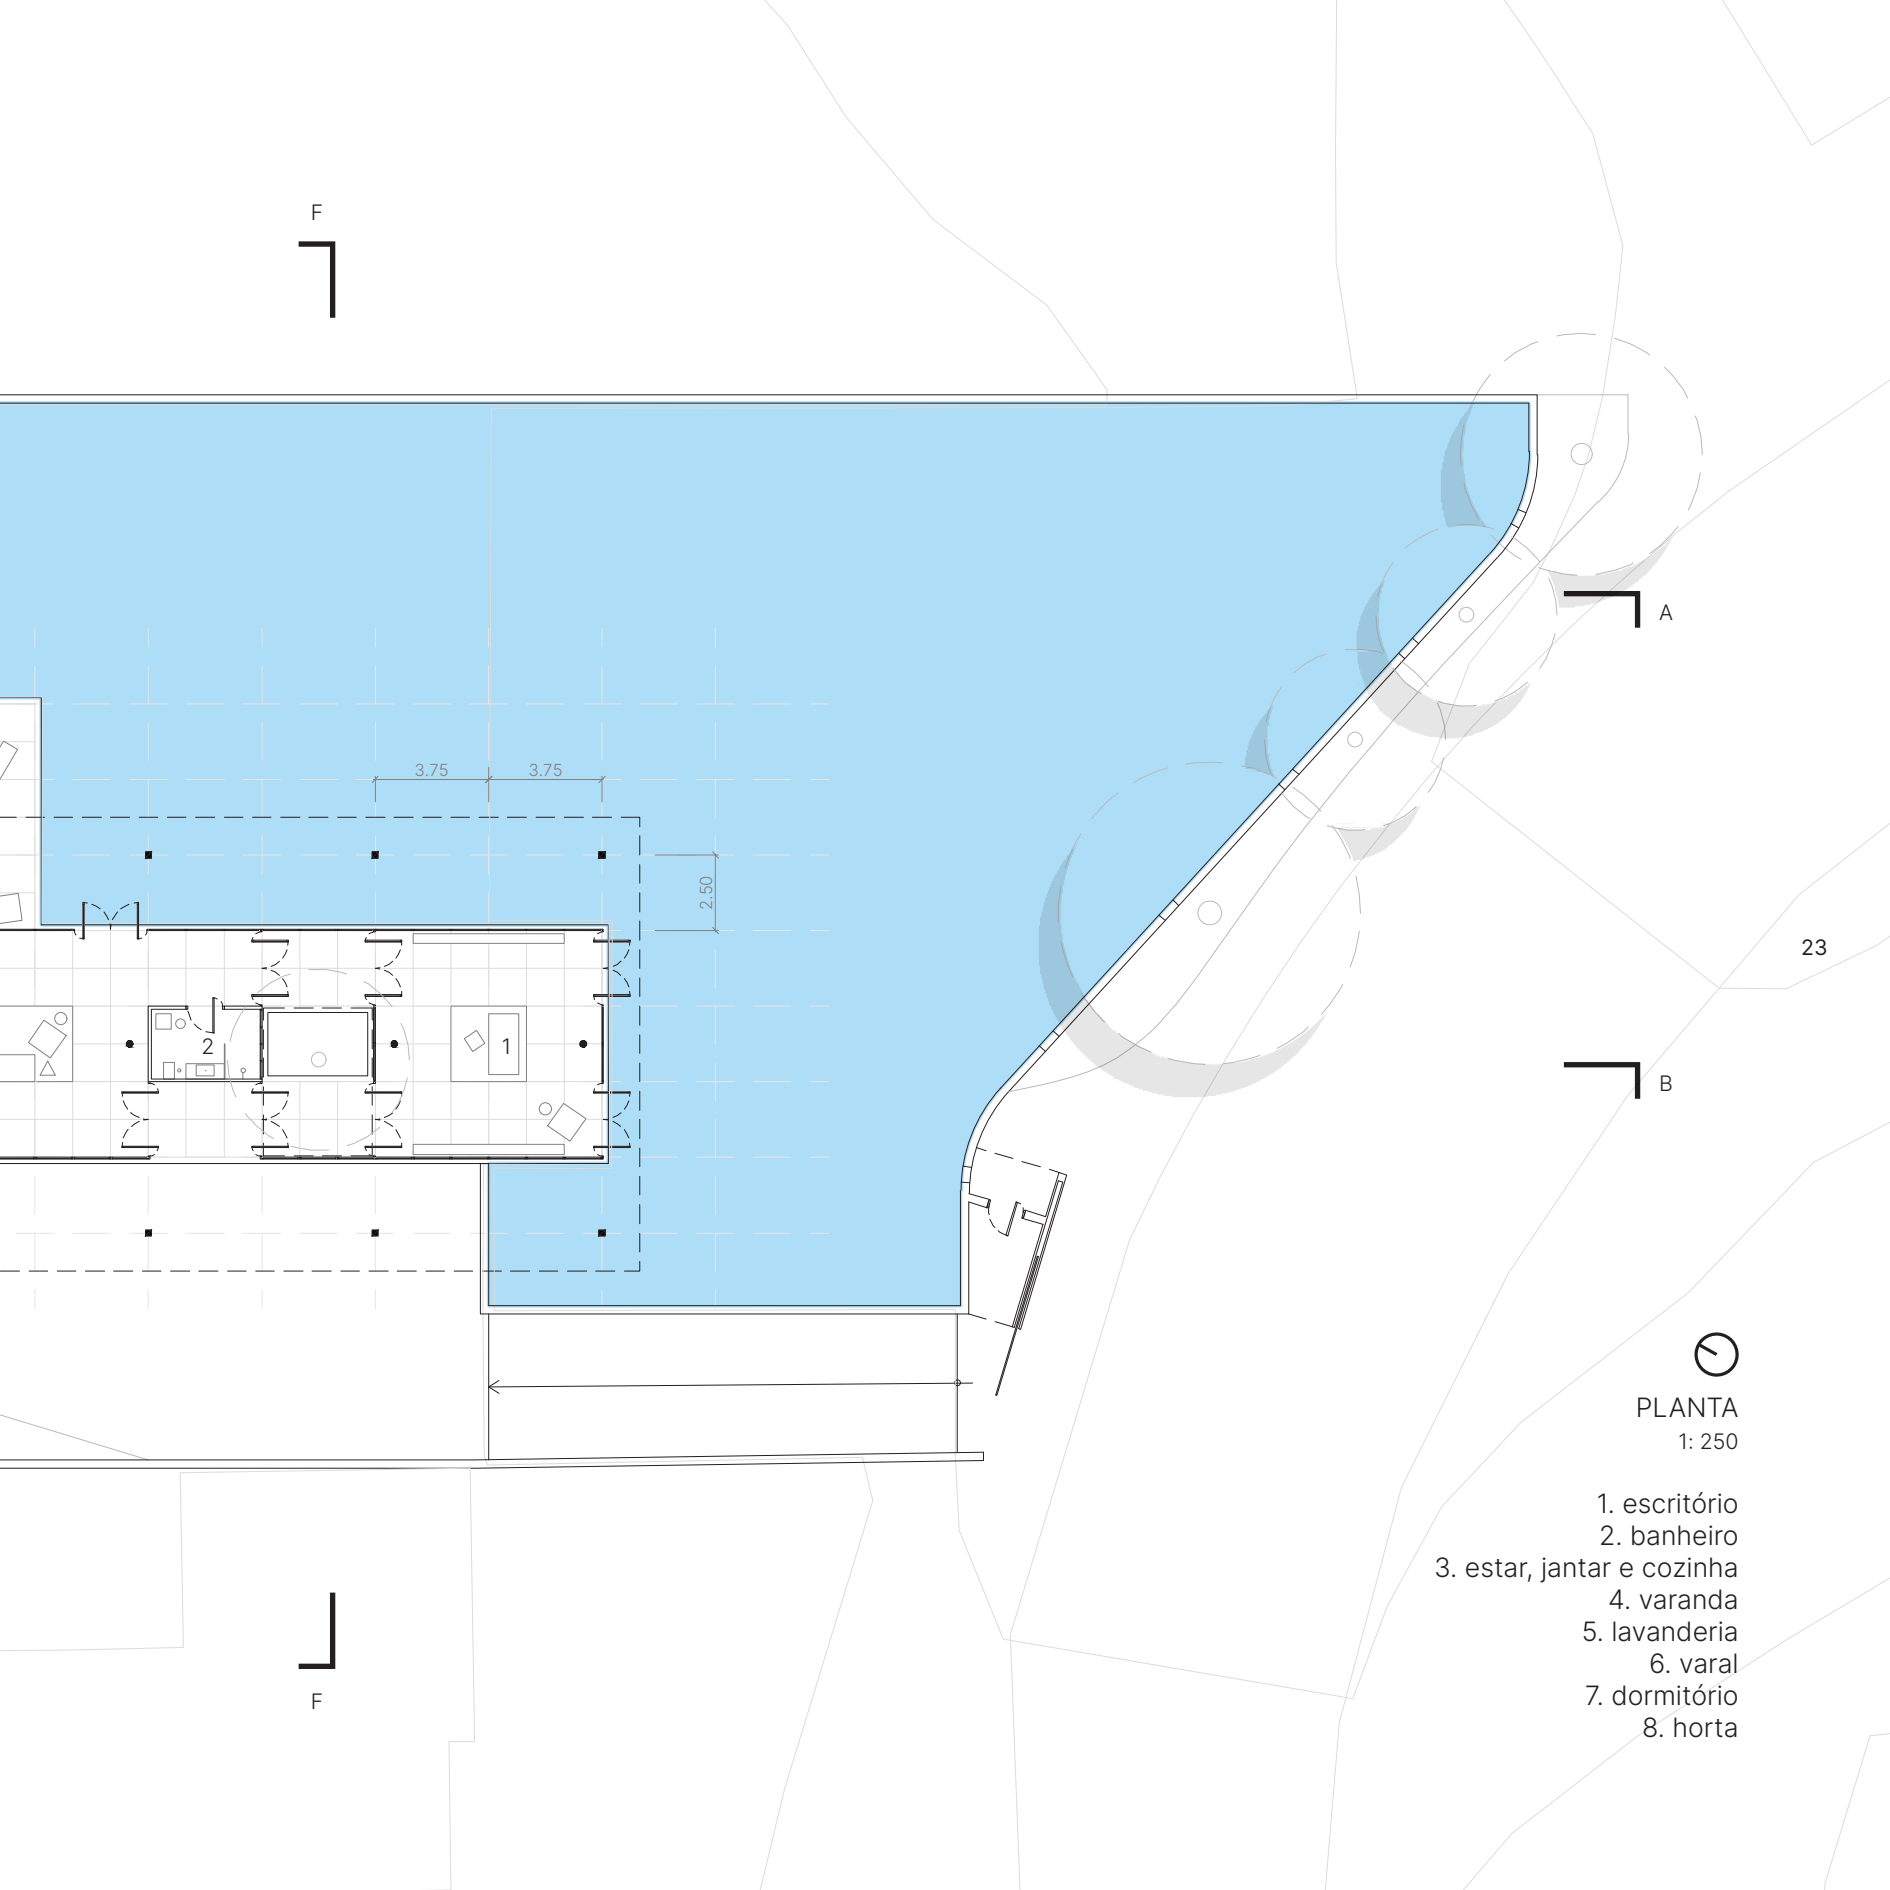 F
A
3.75
3.75
2.50
23
2
1
B
PLANTA
1: 250
1. escritório
2. banheiro
3. estar, jantar e cozinha
4. varanda
5. lavanderia
6. varal
7. dormitório
8. horta
F